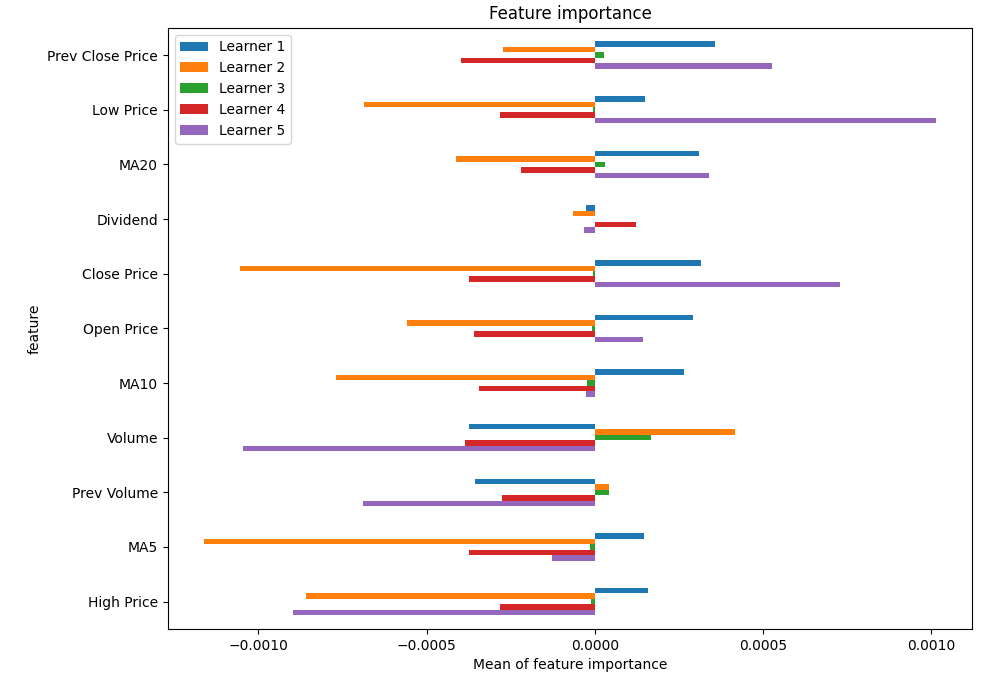 Feature importance
Learner 1
Learner 2
Learner 3
Learner 4
Learner 5
Prev Close Price
Low Price
MA20
Dividend
Close Price
Open Price
MA10
Volume
Prev Volume
MA5
High Price
feature
−0.0010 −0.0005 0.0000 0.0005 0.0010
Mean of feature importance